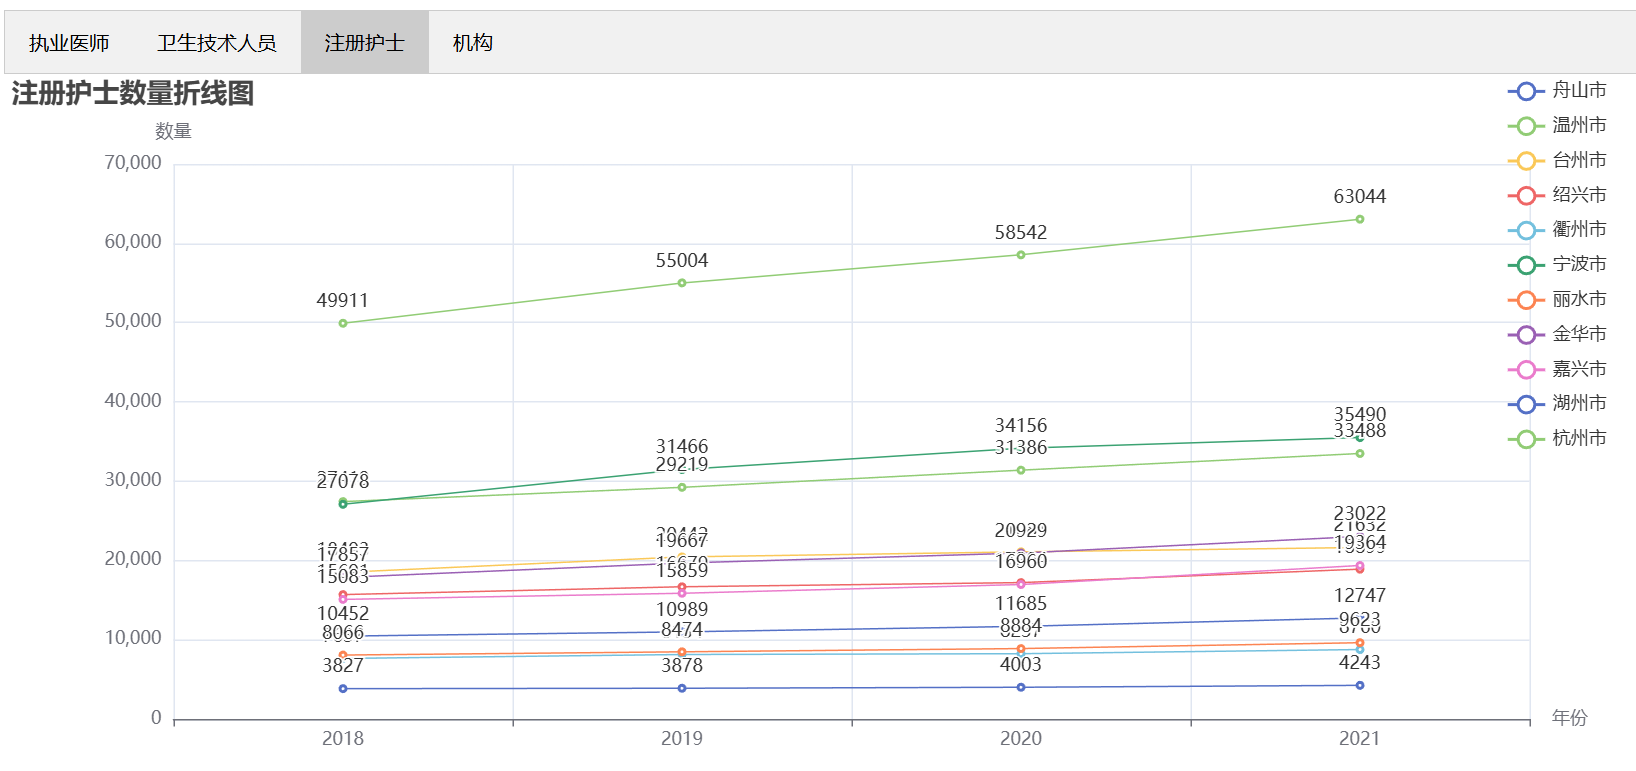 执业医师 卫生技术人员 注册护士 机构
注册护士数量折线图
数量
舟山市
温州市
台州市
绍兴市
衢州市
宁波市
丽水市
金华市
嘉兴市
湖州市
杭州市
70,000
60,000
50,000
40,000
30,000
20,000
10,000
0
49911 55004 58542 63044
27078 31466 34156 35490
29219 31386 33488
17857 19667 20929 23022
21632
15083 15859 16960 19364
10452 10989 11685 12747
8066 8474 8884 9623
3827 3878 4003 4243
2018 2019 2020 2021
年份